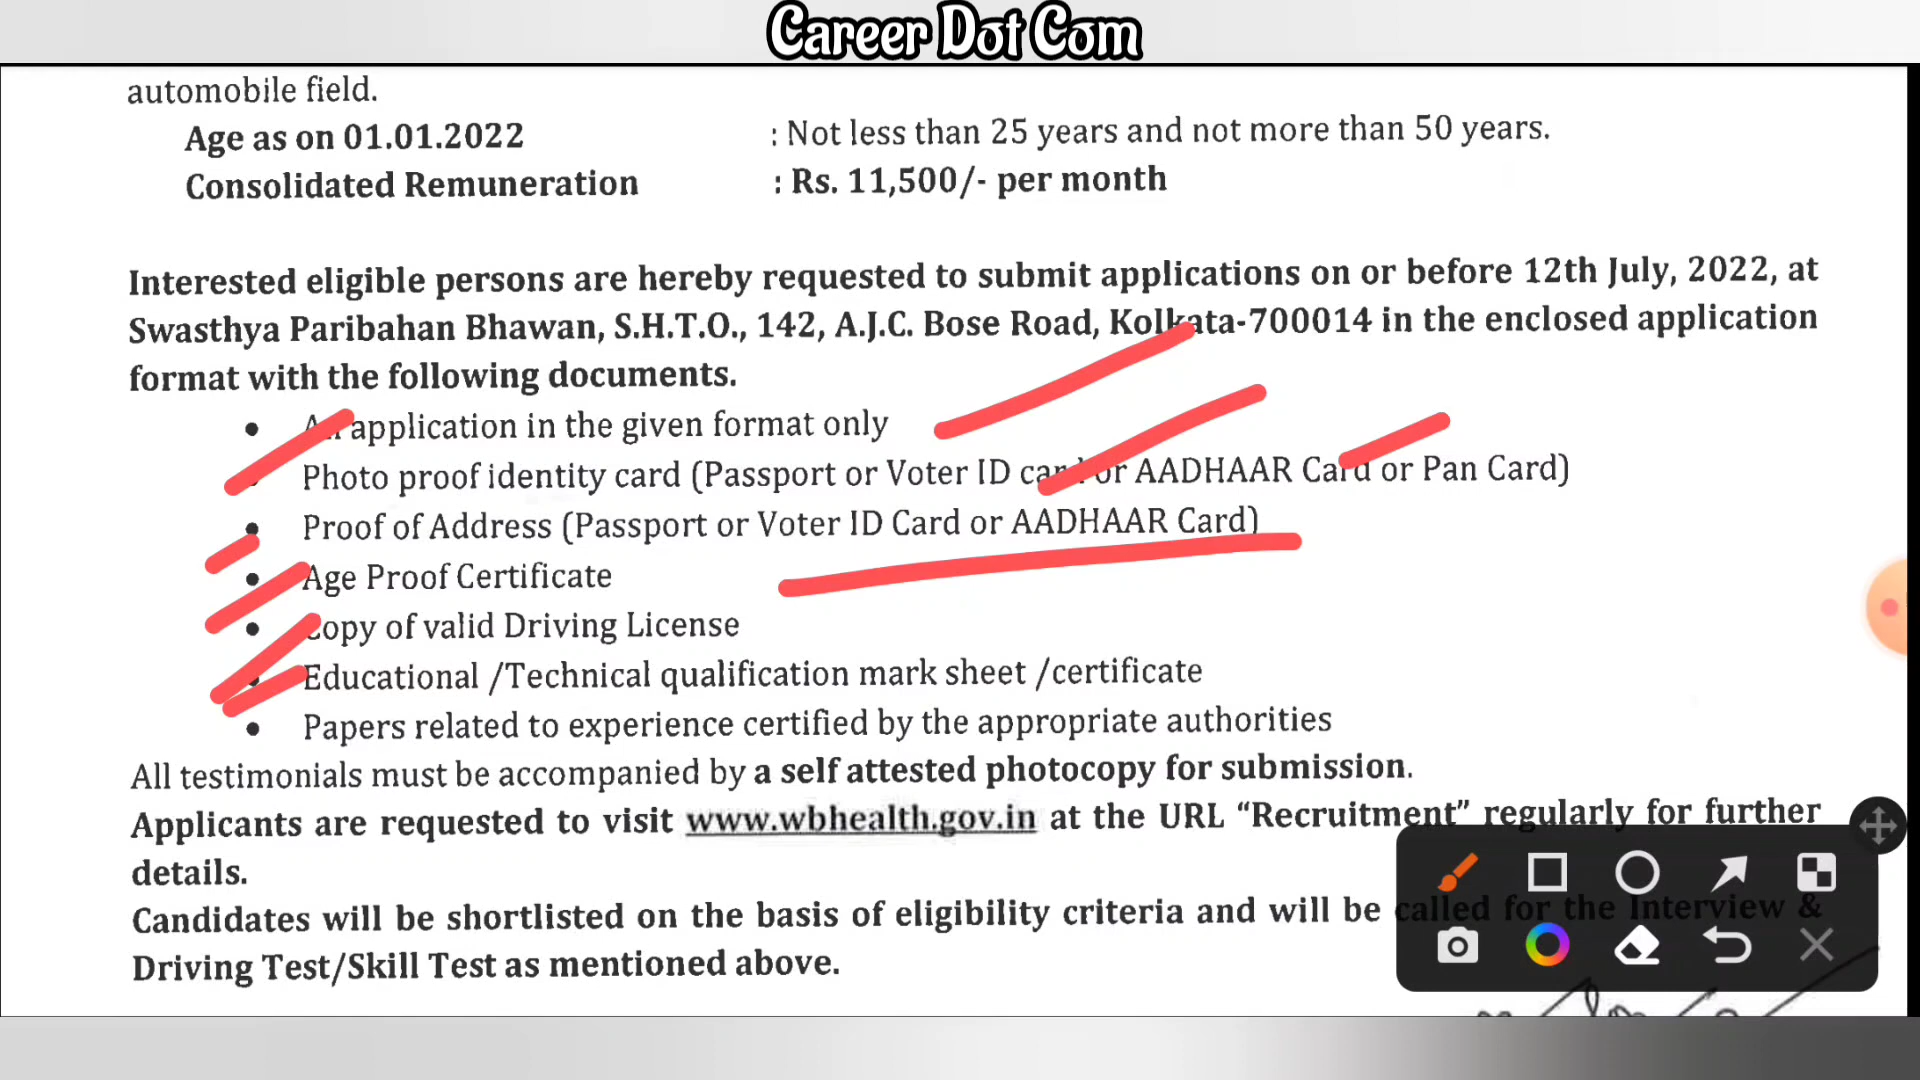 Career Dot Com
automobile field.
Age as on 01.01.2022 : Not less than 25 years and not more than 50 years.
Consolidated Remuneration : Rs. 11,500/- per month
Interested eligible persons are hereby requested to submit applications on or before 12th July, 2022, at
Swasthya Paribahan Bhawan, S.H.T.O., 142, A.J.C. Bose Road, Kolkata-700014 in the enclosed application
format with the following documents.
• An application in the given format only
• Photo proof identity card (Passport or Voter ID card or AADHAAR Card or Pan Card)
• Proof of Address (Passport or Voter ID Card or AADHAAR Card)
• Age Proof Certificate
• Copy of valid Driving License
• Educational /Technical qualification mark sheet /certificate
• Papers related to experience certified by the appropriate authorities
All testimonials must be accompanied by a self attested photocopy for submission.
Applicants are requested to visit www.wbhealth.gov.in at the URL “Recruitment” regularly for further
details.
Candidates will be shortlisted on the basis of eligibility criteria and will be called for the Interview &
Driving Test/Skill Test as mentioned above.